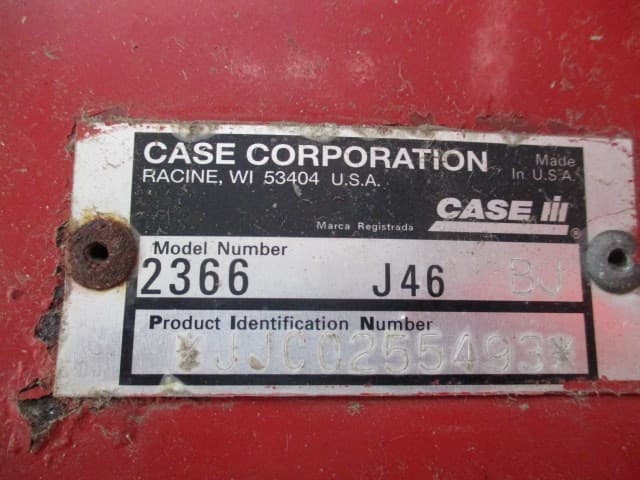 CASE CORPORATION
RACINE, WI 53404 U.S.A.
Made
In U.S.A.
Marca Registrada
CASE III
®
Model Number
2366 J46 BJ
Product Identification Number
*JJC0255493*